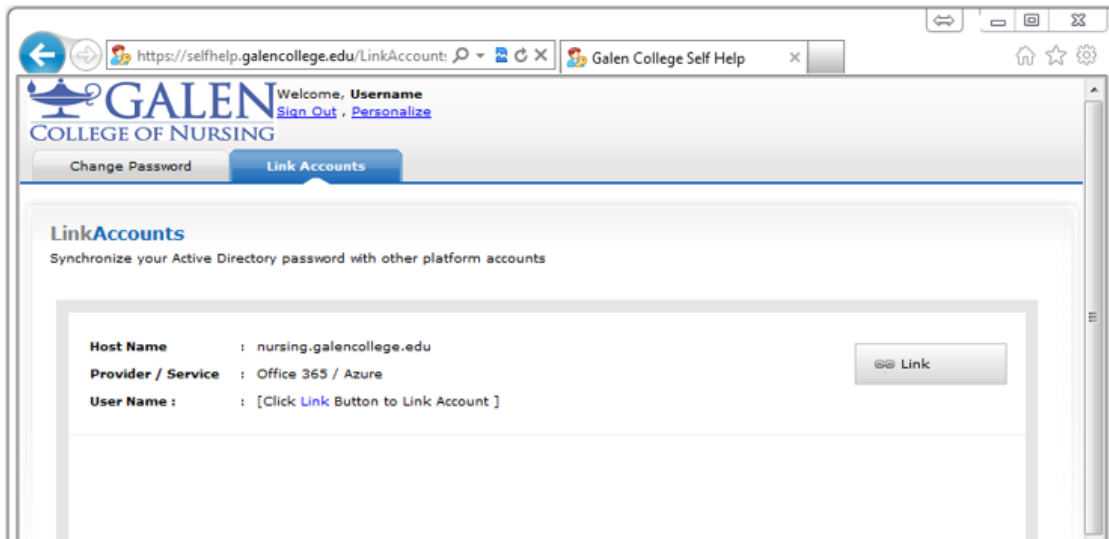 https://selfhelp.galencollege.edu/LinkAccount:
Galen College Self Help
GALEN
COLLEGE OF NURSING
Welcome, Username
Sign Out , Personalize
Change Password
Link Accounts
LinkAccounts
Synchronize your Active Directory password with other platform accounts
Host Name : nursing.galencollege.edu
Link
Provider / Service : Office 365 / Azure
User Name : : [Click Link Button to Link Account ]